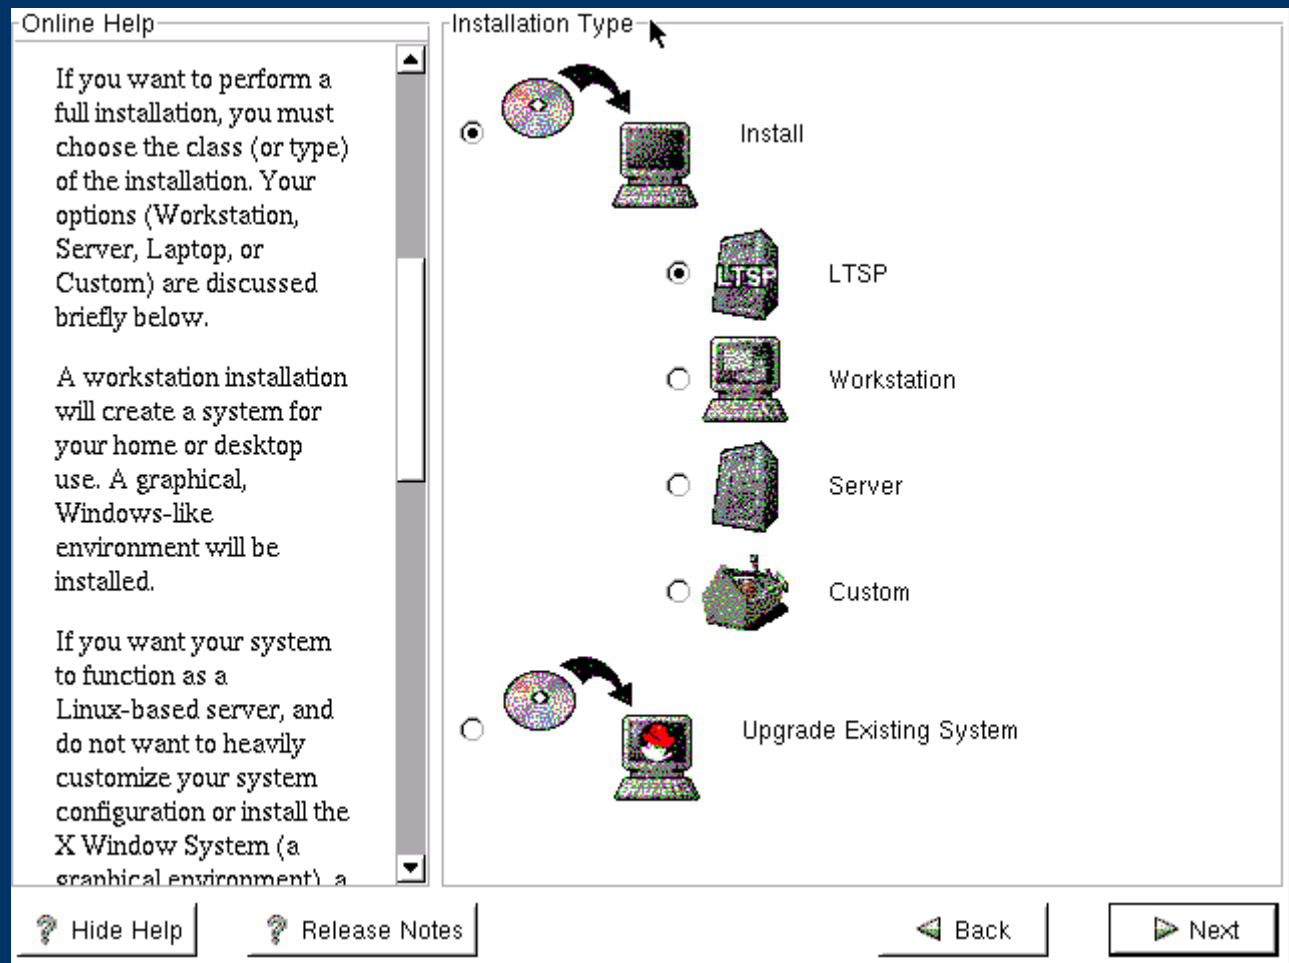 Online Help
If you want to perform a
full installation, you must
choose the class (or type)
of the installation. Your
options (Workstation,
Server, Laptop, or
Custom) are discussed
briefly below.
A workstation installation
will create a system for
your home or desktop
use. A graphical,
Windows-like
environment will be
installed.
If you want your system
to function as a
Linux-based server, and
do not want to heavily
customize your system
configuration or install the
X Window System (a
graphical environment), a
Installation Type
Install
LTSP
LTSP
Workstation
Server
Custom
Upgrade Existing System
Hide Help
Release Notes
Back
Next